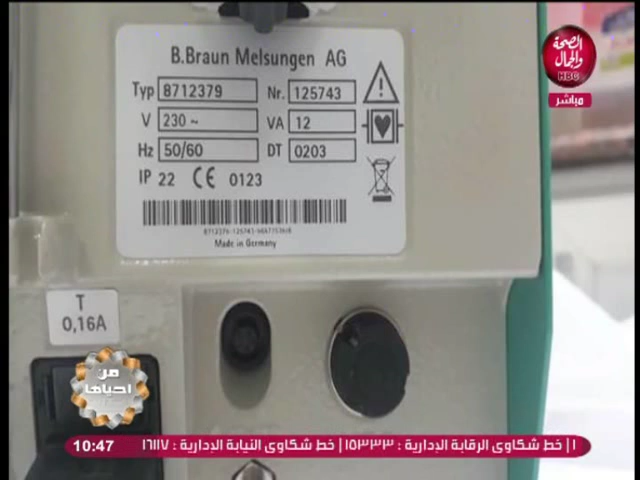 B.Braun Melsungen AG
Typ 8712379 Nr. 125743
V 230 ~ VA 12
Hz 50/60 DT 0203
IP 22 CE 0123
Made in Germany
T
0,16A
الصحة
والجمال
HBC
مباشر
من
أحياها
10:47
١ | خط شكاوى الرقابة الإدارية : ١٥٣٣٣ | خط شكاوى النيابة الإدارية : ١٦١١٧